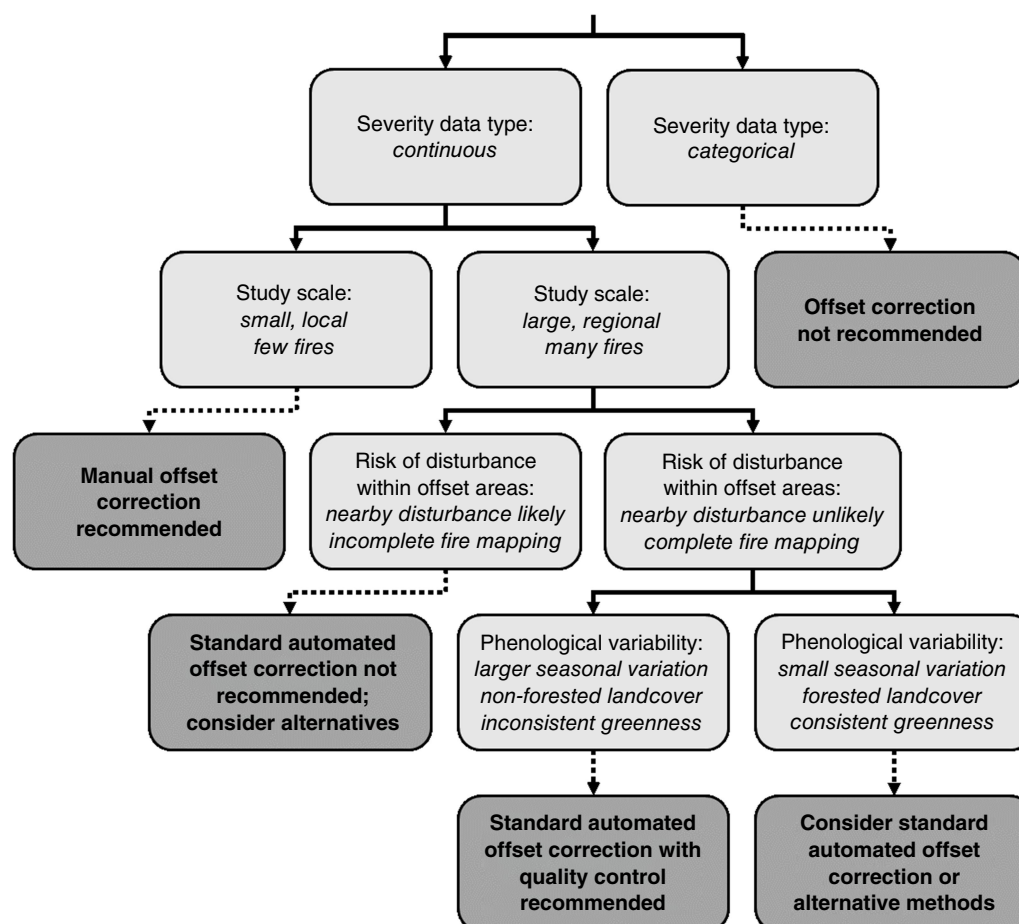 Severity data type:
continuous
Severity data type:
categorical
Study scale:
small, local
few fires
Study scale:
large, regional
many fires
Offset correction
not recommended
Manual offset
correction
recommended
Risk of disturbance
within offset areas:
nearby disturbance likely
incomplete fire mapping
Risk of disturbance
within offset areas:
nearby disturbance unlikely
complete fire mapping
Standard automated
offset correction not
recommended;
consider alternatives
Phenological variability:
larger seasonal variation
non-forested landcover
inconsistent greenness
Phenological variability:
small seasonal variation
forested landcover
consistent greenness
Standard automated
offset correction with
quality control
recommended
Consider standard
automated offset
correction or
alternative methods